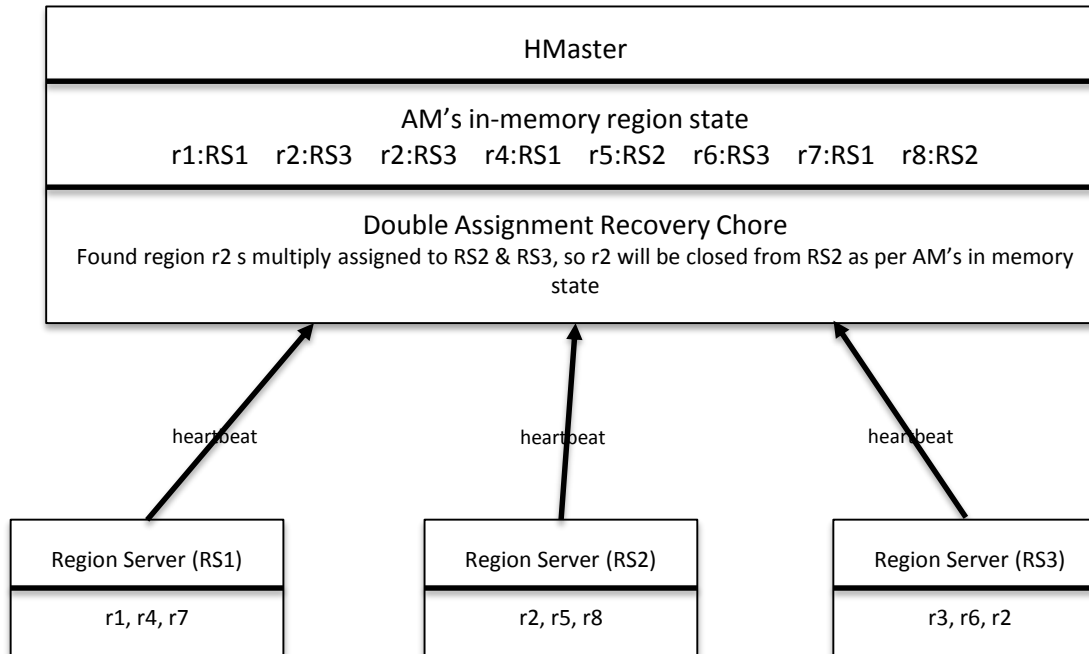 HMaster
AM's in-memory region state
r1:RS1 r2:RS3 r2:RS3 r4:RS1 r5:RS2 r6:RS3 r7:RS1 r8:RS2
Double Assignment Recovery Chore
Found region r2 s multiply assigned to RS2 & RS3, so r2 will be closed from RS2 as per AM's in memory
state
heartbeat
heartbeat
heartbeat
Region Server (RS1)
r1, r4, r7
Region Server (RS2)
r2, r5, r8
Region Server (RS3)
r3, r6, r2